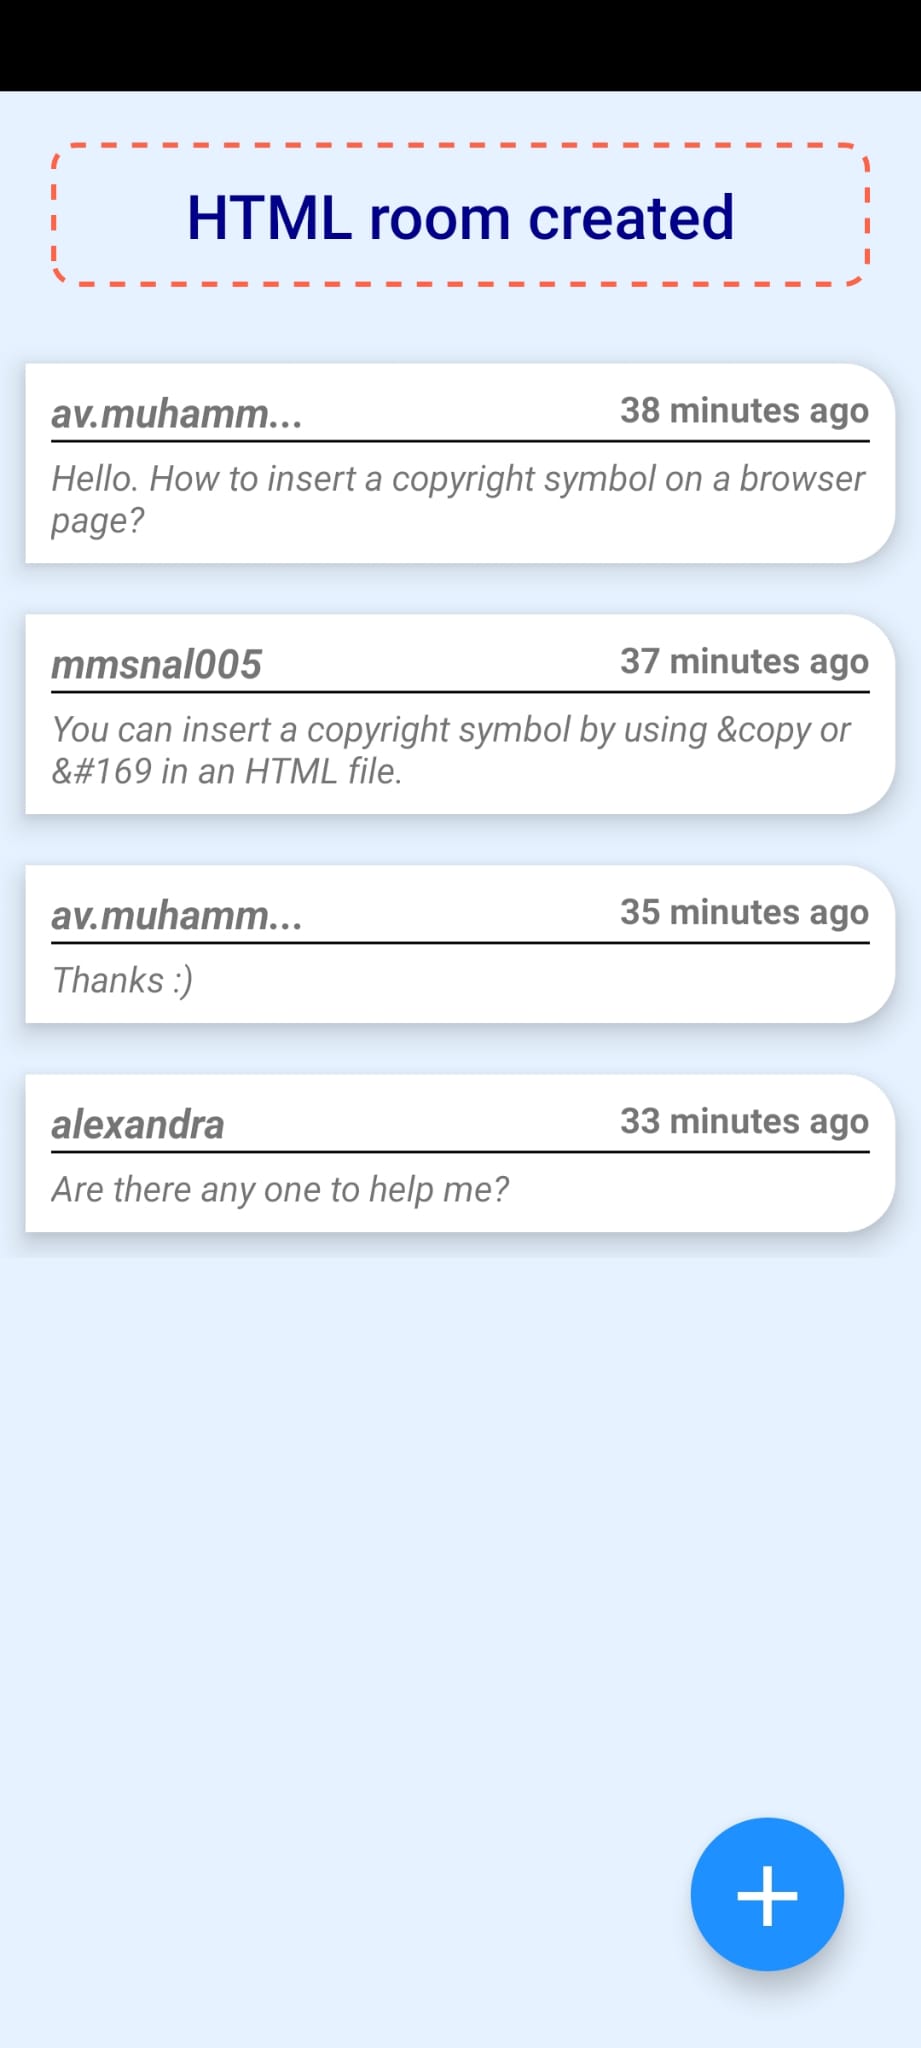 HTML room created
av.muhamm...
38 minutes ago
Hello. How to insert a copyright symbol on a browser
page?
mmsnal005
37 minutes ago
You can insert a copyright symbol by using &copy or
&#169 in an HTML file.
av.muhamm...
35 minutes ago
Thanks :)
alexandra
33 minutes ago
Are there any one to help me?